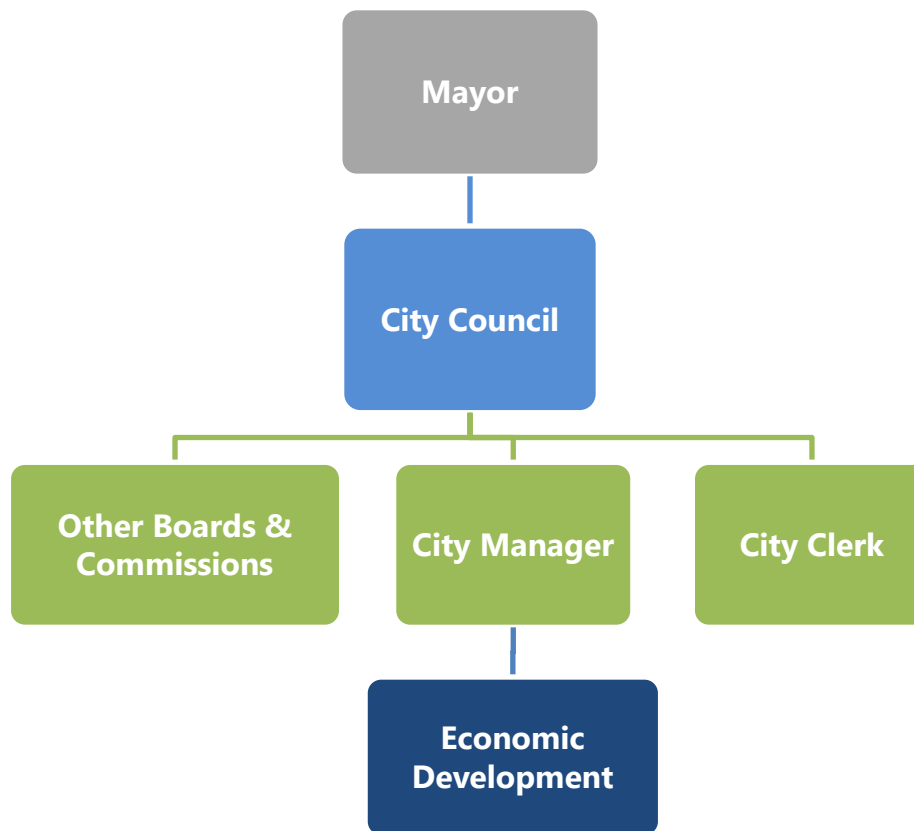 Mayor
City Council
Other Boards &
Commissions
City Manager
City Clerk
Economic
Development